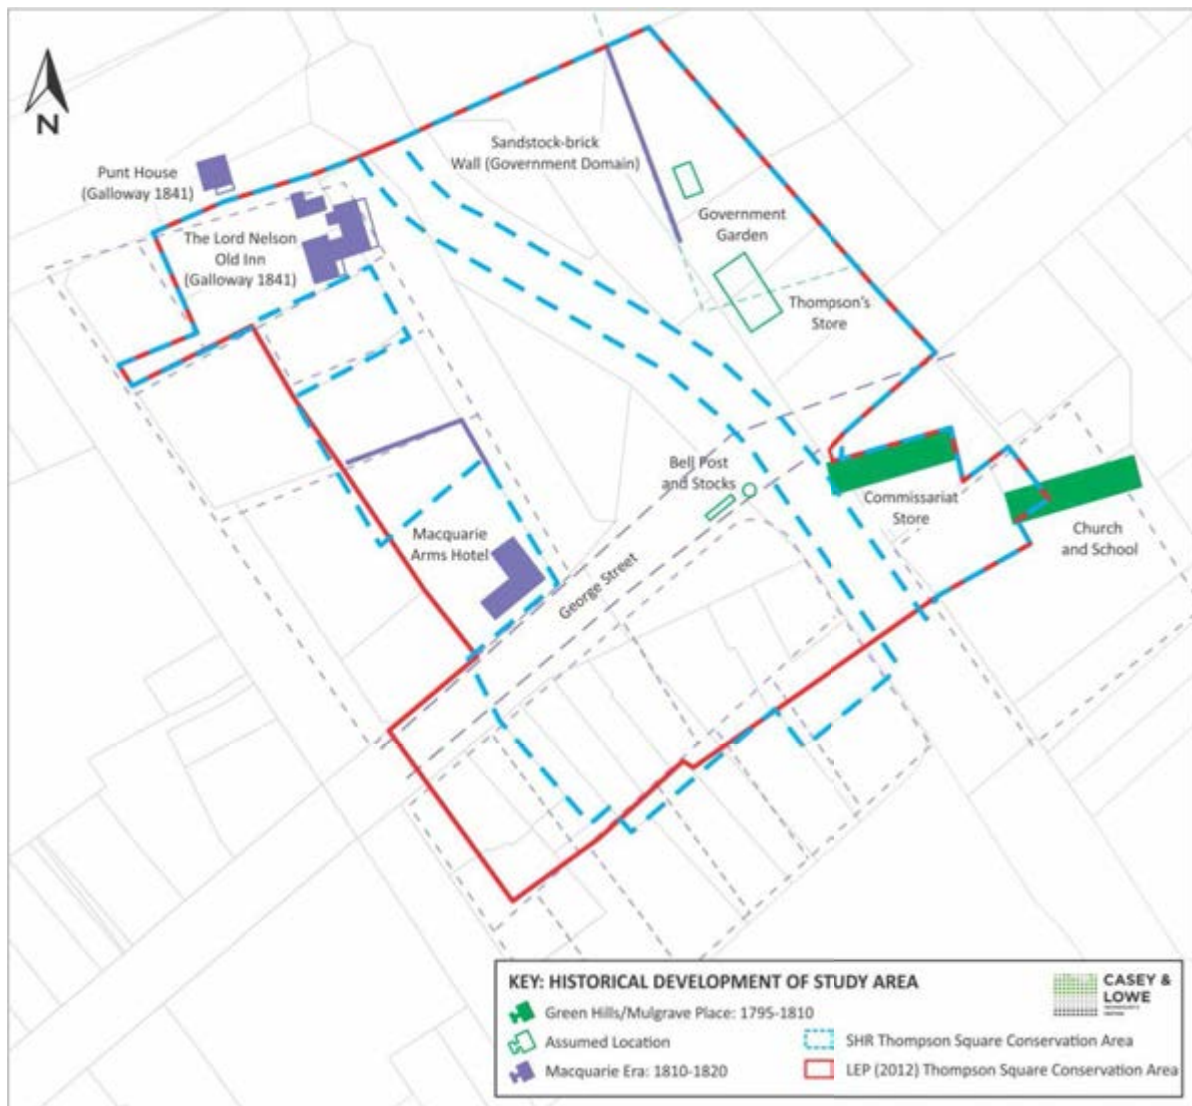 N
Sandstock-brick
Wall (Government Domain)
Punt House
(Galloway 1841)
Government
Garden
The Lord Nelson
Old Inn
(Galloway 1841)
Thompson's
Store
Bell Post
and Stocks
Commissariat
Store
Church
and School
Macquarie
Arms Hotel
George Street
KEY: HISTORICAL DEVELOPMENT OF STUDY AREA
CASEY &
LOWE
Green Hills/Mulgrave Place: 1795-1810
Assumed Location
SHR Thompson Square Conservation Area
Macquarie Era: 1810-1820
LEP (2012) Thompson Square Conservation Area